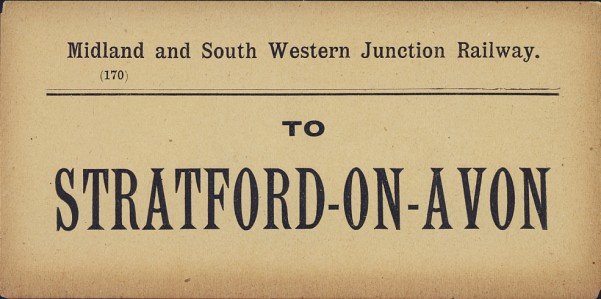 Midland and South Western Junction Railway.
(170)
TO
STRATFORD-ON-AVON